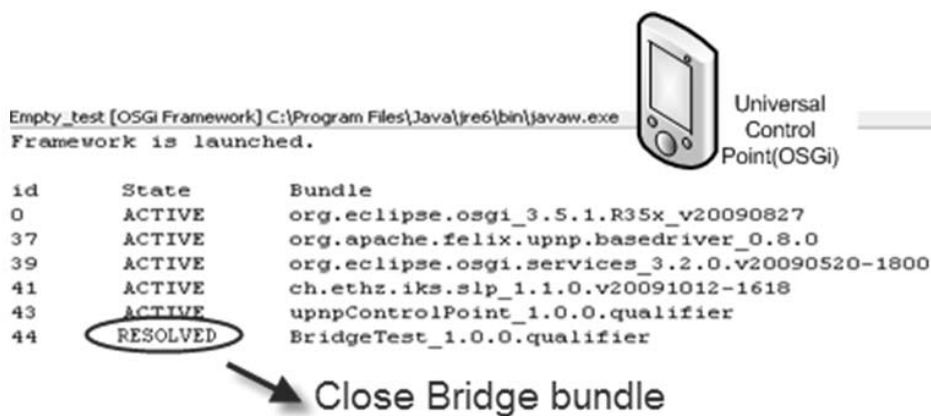 Empty_test [OSGi Framework] C:\Program Files\Java\jre6\bin\javaw.exe
Framework is launched.
Universal
Control
Point(OSGi)
id State Bundle
0 ACTIVE org.eclipse.osgi_3.5.1.R35x_v20090827
37 ACTIVE org.apache.felix.upnp.basedriver_0.8.0
39 ACTIVE org.eclipse.osgi.services_3.2.0.v20090520-1800
41 ACTIVE ch.ethz.iks.slp_1.1.0.v20091012-1618
43 ACTIVE upnpControlPoint_1.0.0.qualifier
44 RESOLVED BridgeTest_1.0.0.qualifier
Close Bridge bundle